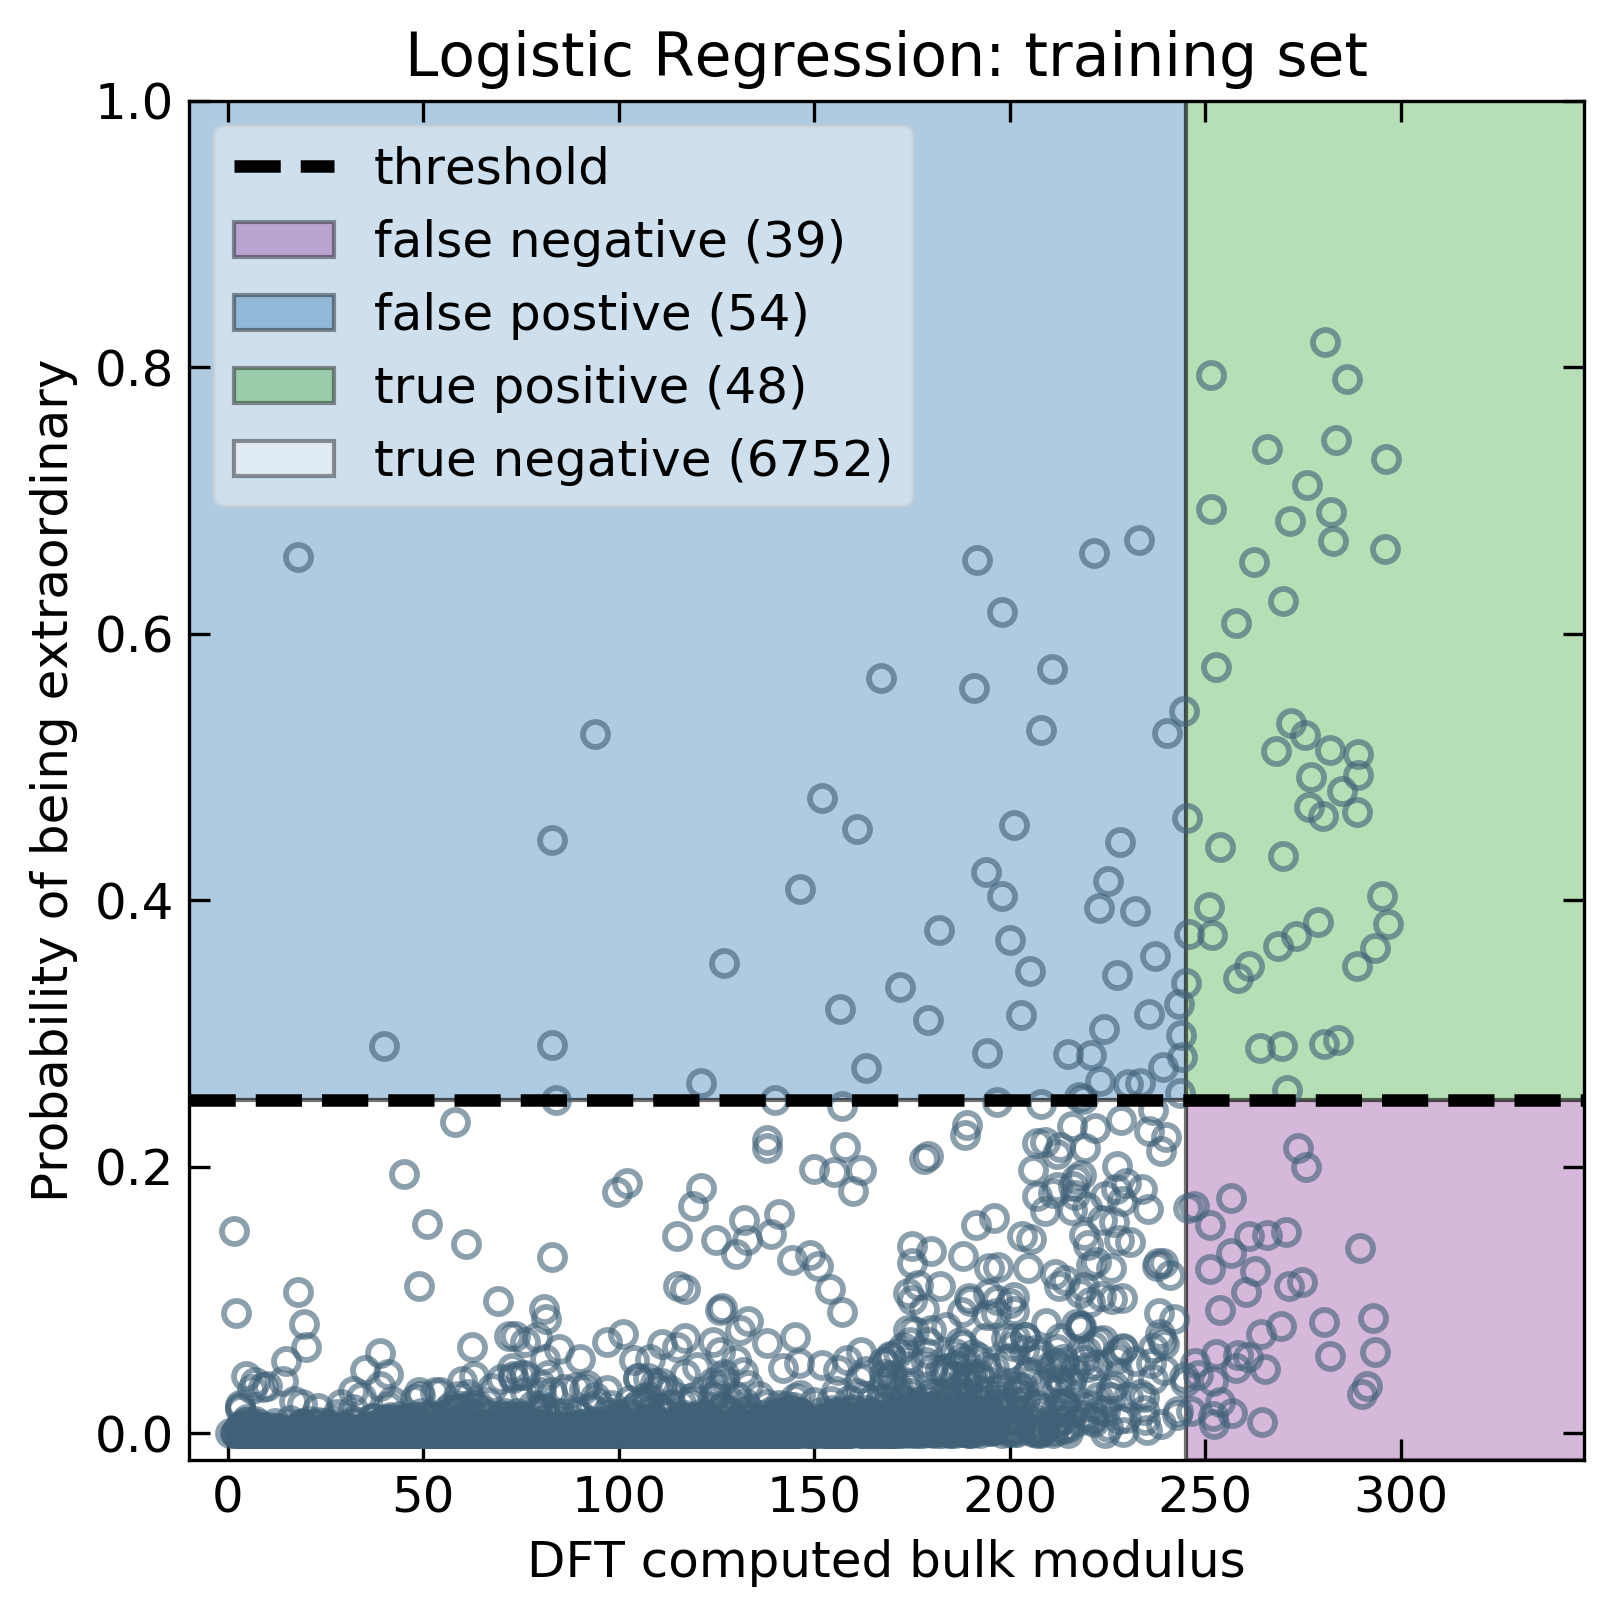 Logistic Regression: training set
1.0
0.8
0.6
0.4
0.2
0.0
Probability of being extraordinary
threshold
false negative (39)
false postive (54)
true positive (48)
true negative (6752)
0 50 100 150 200 250 300
DFT computed bulk modulus